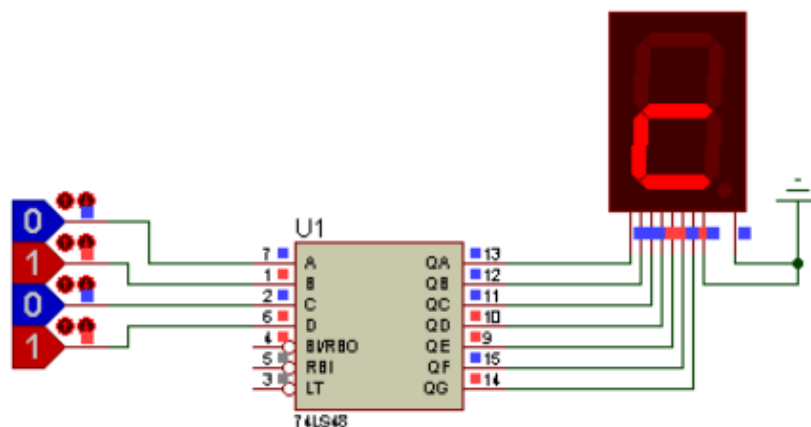 0
1
0
1
U1
7 A QA 13
1 B QB 12
2 C QC 11
6 D QD 10
4 BI/RBO QE 9
5 RBI QF 15
3 LT QG 14
74LS48